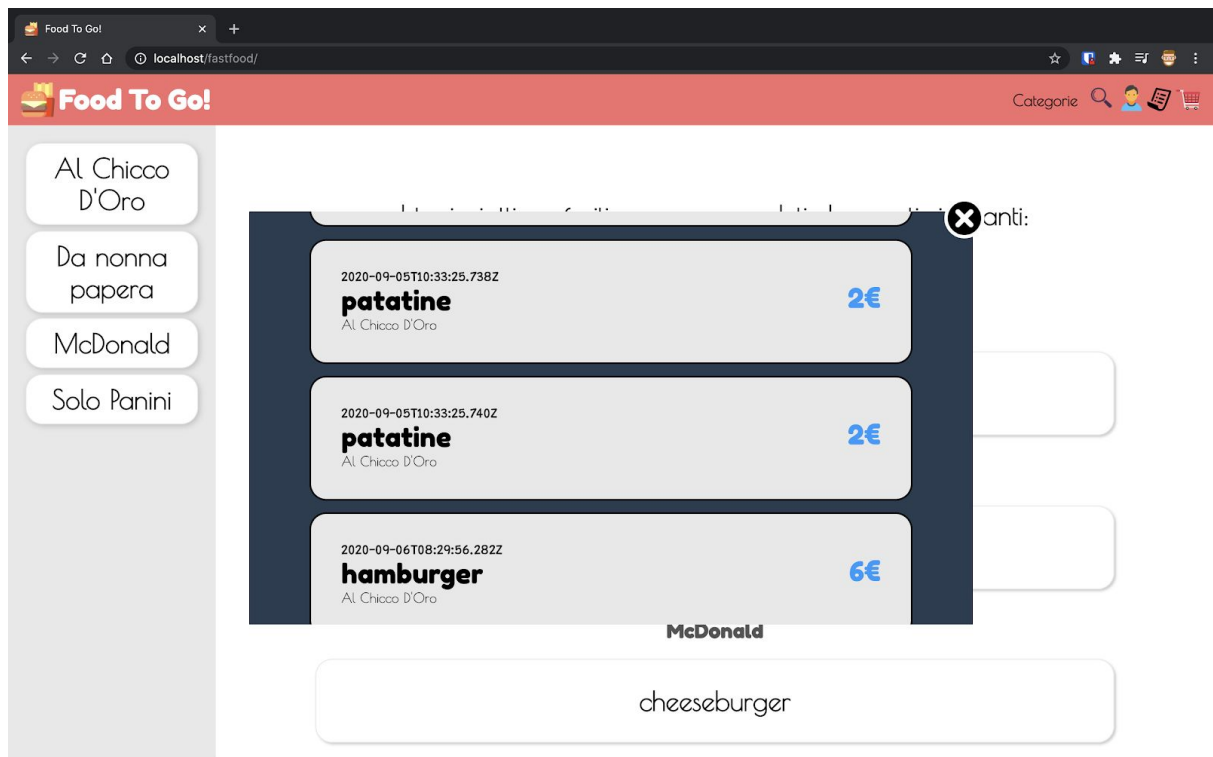 Food To Go!
localhost/fastfood/
Food To Go!
Categorie
Al Chicco
D'Oro
Da nonna
papera
McDonald
Solo Panini
anti:
2020-09-05T10:33:25.738Z
patatine
2€
Al Chicco D'Oro
2020-09-05T10:33:25.740Z
patatine
2€
Al Chicco D'Oro
2020-09-06T08:29:56.282Z
hamburger
6€
Al Chicco D'Oro
McDonald
cheeseburger